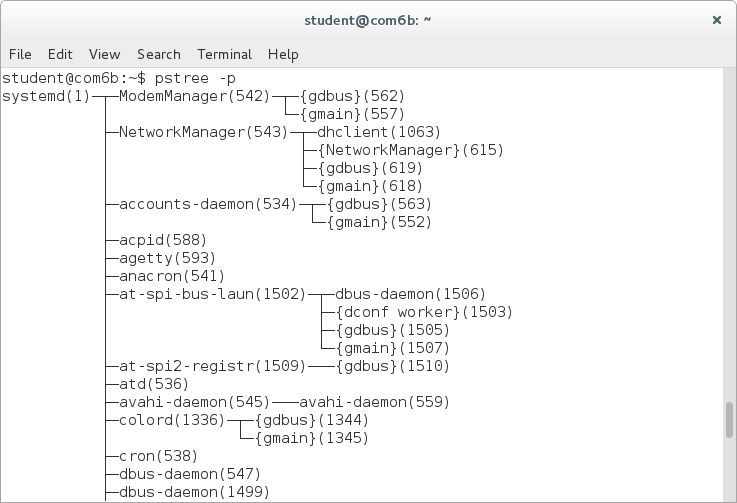 student@com6b: ~ ×
File Edit View Search Terminal Help
student@com6b:~$ pstree -p
systemd(1)─┬─ModemManager(542)─┬─{gdbus}(562)
           │                   └─{gmain}(557)
           ├─NetworkManager(543)─┬─dhclient(1063)
           │                     ├─{NetworkManager}(615)
           │                     ├─{gdbus}(619)
           │                     └─{gmain}(618)
           ├─accounts-daemon(534)─┬─{gdbus}(563)
           │                      └─{gmain}(552)
           ├─acpid(588)
           ├─agetty(593)
           ├─anacron(541)
           ├─at-spi-bus-laun(1502)─┬─dbus-daemon(1506)
           │                       ├─{dconf worker}(1503)
           │                       ├─{gdbus}(1505)
           │                       └─{gmain}(1507)
           ├─at-spi2-registr(1509)───{gdbus}(1510)
           ├─atd(536)
           ├─avahi-daemon(545)───avahi-daemon(559)
           ├─colord(1336)─┬─{gdbus}(1344)
           │              └─{gmain}(1345)
           ├─cron(538)
           ├─dbus-daemon(547)
           ├─dbus-daemon(1499)